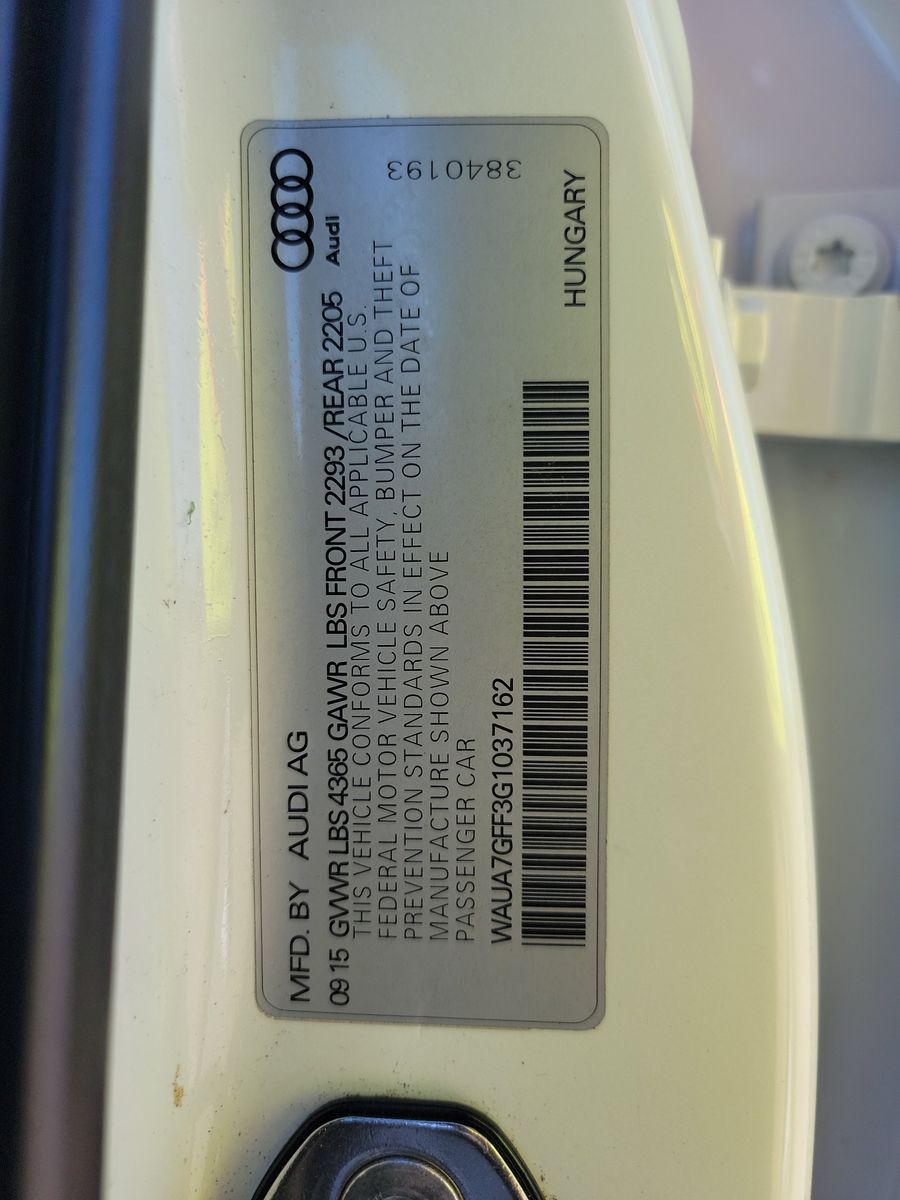 MFD. BY AUDI AG
Audi
09 15 GVWR LBS 4365 GAWR LBS FRONT 2293 /REAR 2205
THIS VEHICLE CONFORMS TO ALL APPLICABLE U.S.
FEDERAL MOTOR VEHICLE SAFETY, BUMPER AND THEFT
PREVENTION STANDARDS IN EFFECT ON THE DATE OF
MANUFACTURE SHOWN ABOVE
PASSENGER CAR
3840193
WAUA7GFF3G1037162
HUNGARY